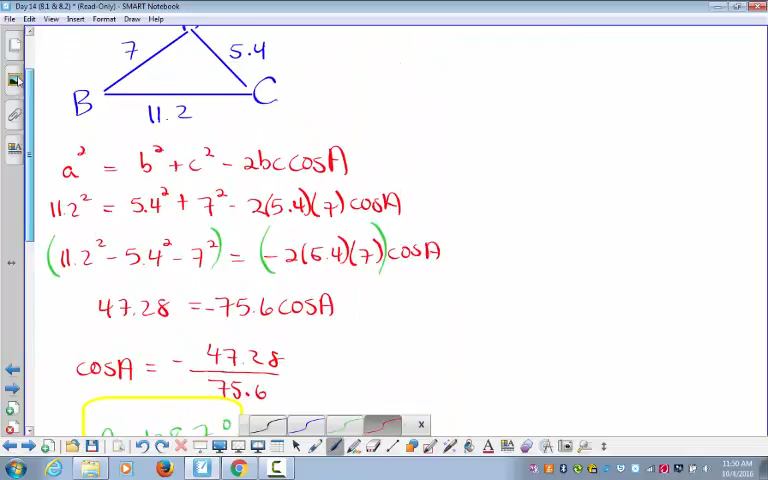 Day 14 (8.1 & 8.2) * [Read-Only] - SMART Notebook
File Edit View Insert Format Draw Help
7 5.4
B C
11.2
a² = b² + c² - 2bc cosA
11.2² = 5.4² + 7² - 2(5.4)(7) cosA
(11.2² - 5.4² - 7²) = (-2(5.4)(7)) cosA
47.28 = -75.6 cosA
cosA = - 47.28
75.6
11:50 AM